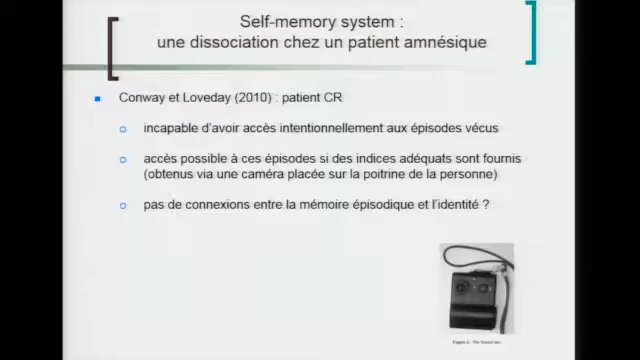 Self-memory system :
une dissociation chez un patient amnésique
Conway et Loveday (2010) : patient CR
incapable d'avoir accès intentionnellement aux épisodes vécus
accès possible à ces épisodes si des indices adéquats sont fournis
(obtenus via une caméra placée sur la poitrine de la personne)
pas de connexions entre la mémoire épisodique et l'identité ?